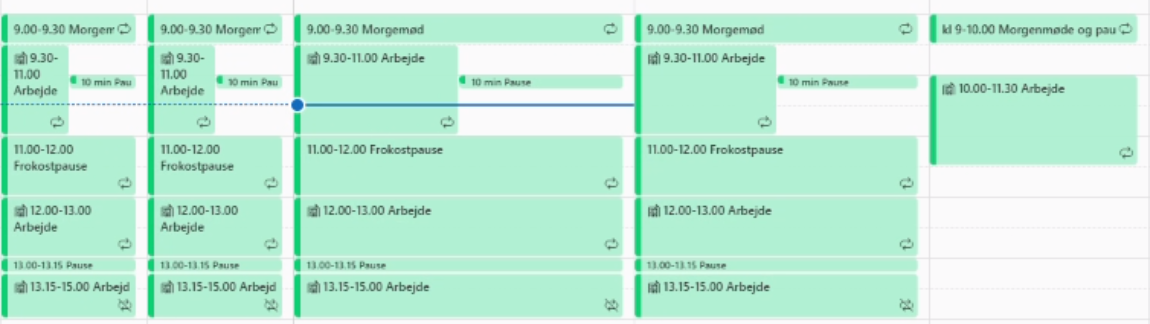 9.00-9.30 Morgem
9.30-
11.00
Arbejde
10 min Pau
11.00-12.00
Frokostpause
12.00-13.00
Arbejde
13.00-13.15 Pause
13.15-15.00 Arbejd
9.00-9.30 Morgem
9.30-
11.00
Arbejde
10 min Pau
11.00-12.00
Frokostpause
12.00-13.00
Arbejde
13.00-13.15 Pause
13.15-15.00 Arbejd
9.00-9.30 Morgemød
9.30-11.00 Arbejde
10 min Pause
11.00-12.00 Frokostpause
12.00-13.00 Arbejde
13.00-13.15 Pause
13.15-15.00 Arbejde
9.00-9.30 Morgemød
9.30-11.00 Arbejde
10 min Pause
11.00-12.00 Frokostpause
12.00-13.00 Arbejde
13.00-13.15 Pause
13.15-15.00 Arbejde
kl 9-10.00 Morgenmøde og pau
10.00-11.30 Arbejde